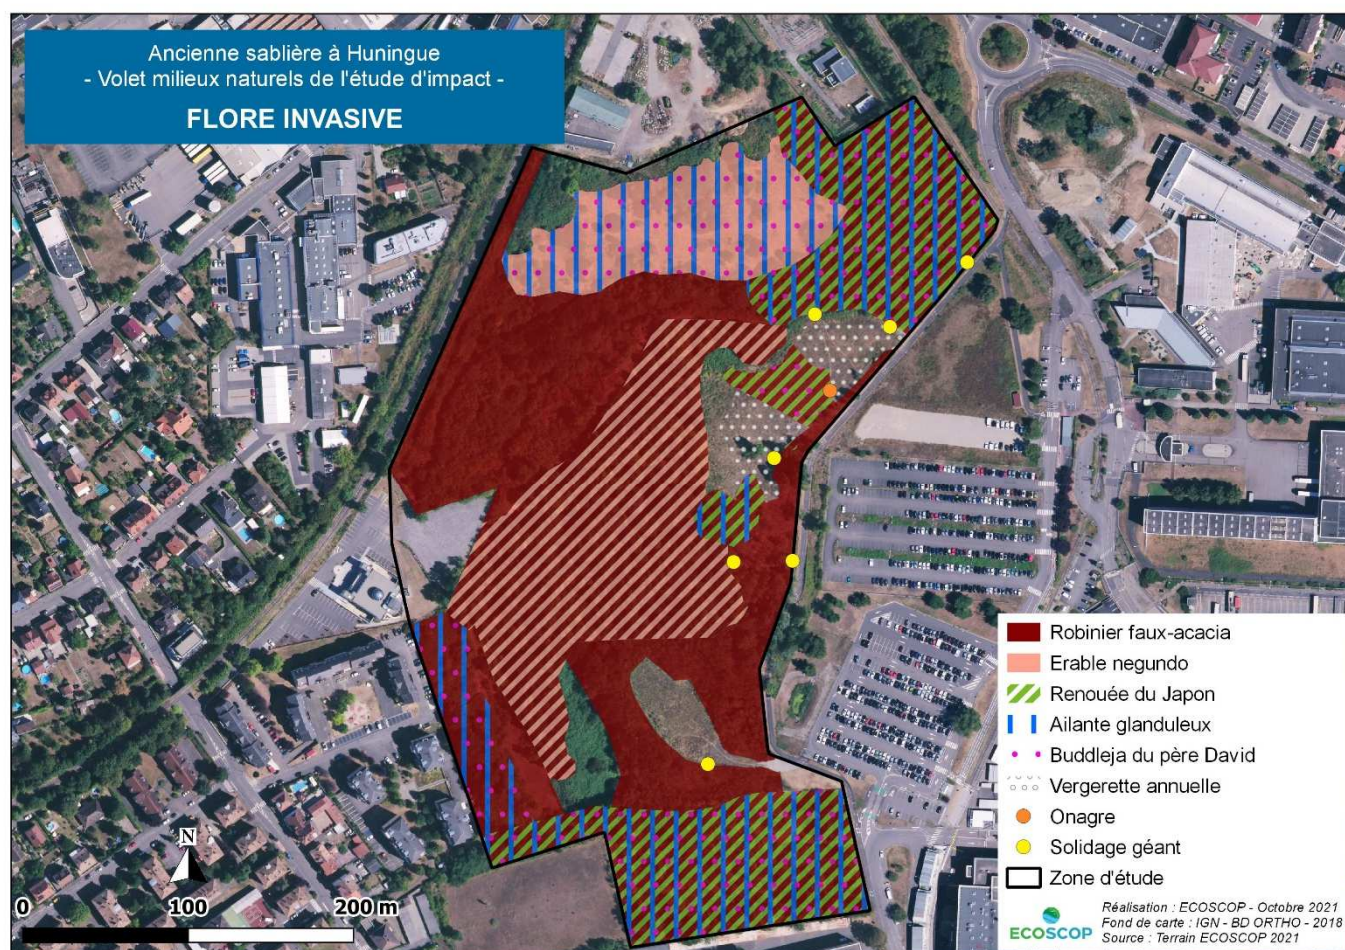 Ancienne sablière à Huningue
- Volet milieux naturels de l'étude d'impact -
FLORE INVASIVE
Robinier faux-acacia
Erable negundo
Renouée du Japon
Ailante glanduleux
Buddleja du père David
Vergerette annuelle
Onagre
Solidage géant
Zone d'étude
N
0 100 200 m
ECOSCOP
Réalisation : ECOSCOP - Octobre 2021
Fond de carte : IGN - BD ORTHO - 2018
Source : Terrain ECOSCOP 2021